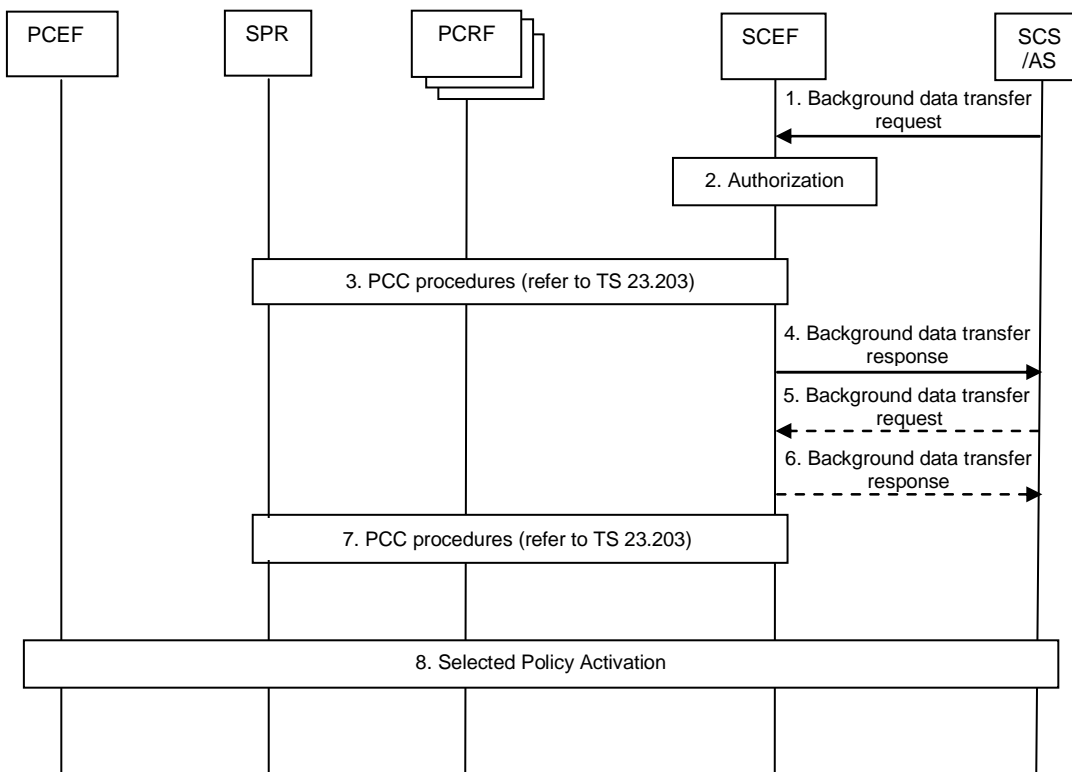 PCEF
SPR
PCRF
SCEF
SCS
/AS
1. Background data transfer
request
2. Authorization
3. PCC procedures (refer to TS 23.203)
4. Background data transfer
response
5. Background data transfer
request
6. Background data transfer
response
7. PCC procedures (refer to TS 23.203)
8. Selected Policy Activation